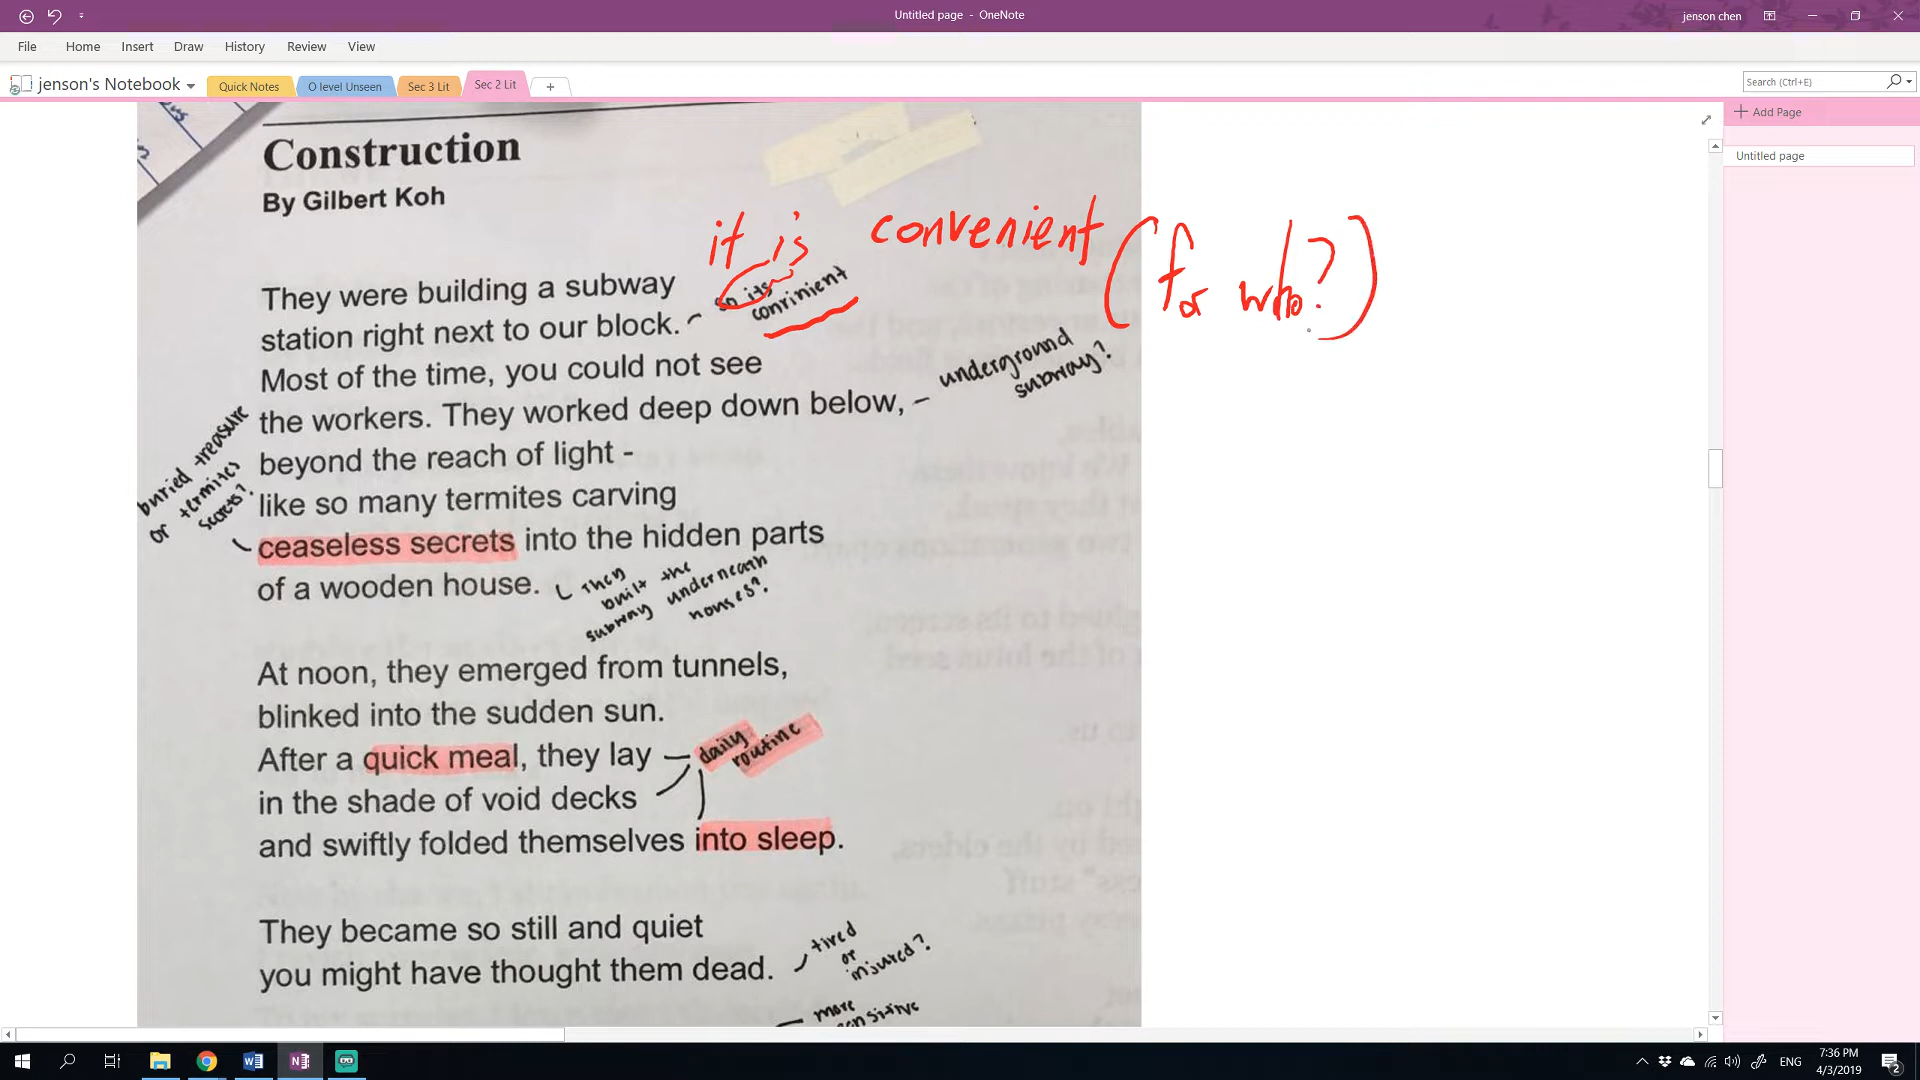 Untitled page - OneNote
jenson chen
File Home Insert Draw History Review View
jenson's Notebook
Quick Notes
O level Unseen
Sec 3 Lit
Sec 2 Lit
Search (Ctrl+E)
Add Page
Untitled page
Construction
By Gilbert Koh
it is convenient (for who?)
so its
convinient
They were building a subway
station right next to our block.
Most of the time, you could not see
the workers. They worked deep down below,
underground
subway?
beyond the reach of light -
like so many termites carving
ceaseless secrets into the hidden parts
of a wooden house.
buried treasure
or termites
secrets?
They
built the
subway underneath
houses?
At noon, they emerged from tunnels,
blinked into the sudden sun.
After a quick meal, they lay
in the shade of void decks
and swiftly folded themselves into sleep.
daily
routine
They became so still and quiet
you might have thought them dead.
tired
or
injured?
more
ENG
7:36 PM
4/3/2019
2